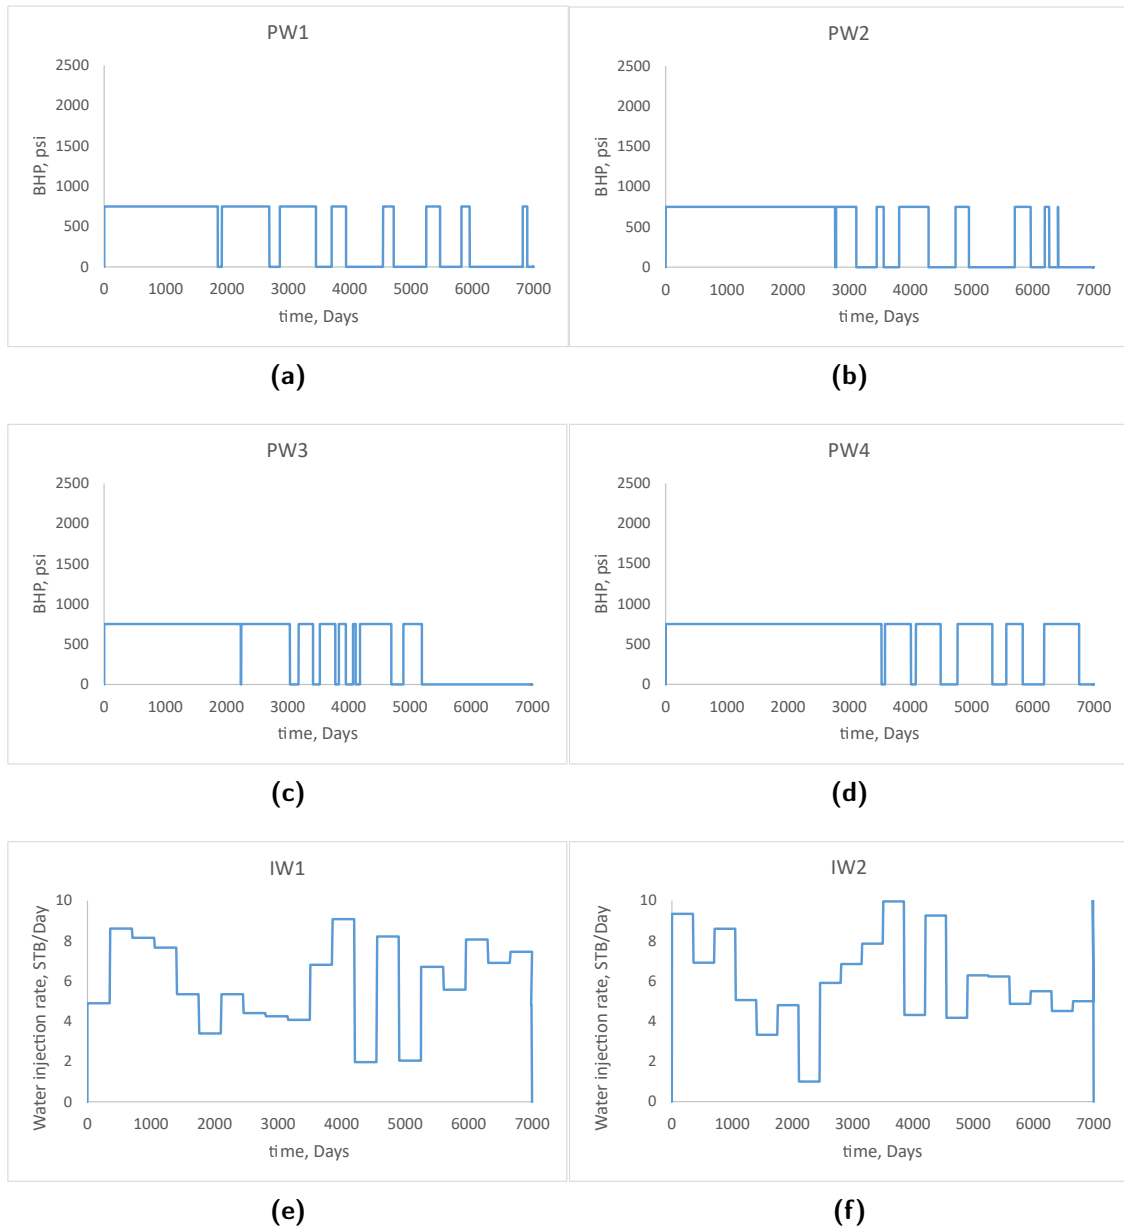 PW1
BHP, psi
2500
2000
1500
1000
500
0
0 1000 2000 3000 4000 5000 6000 7000
time, Days
(a)
PW2
BHP, psi
2500
2000
1500
1000
500
0
0 1000 2000 3000 4000 5000 6000 7000
time, Days
(b)
PW3
BHP, psi
2500
2000
1500
1000
500
0
0 1000 2000 3000 4000 5000 6000 7000
time, Days
(c)
PW4
BHP, psi
2500
2000
1500
1000
500
0
0 1000 2000 3000 4000 5000 6000 7000
time, Days
(d)
IW1
Water injection rate, STB/Day
10
8
6
4
2
0
0 1000 2000 3000 4000 5000 6000 7000
time, Days
(e)
IW2
Water injection rate, STB/Day
10
8
6
4
2
0
0 1000 2000 3000 4000 5000 6000 7000
time, Days
(f)